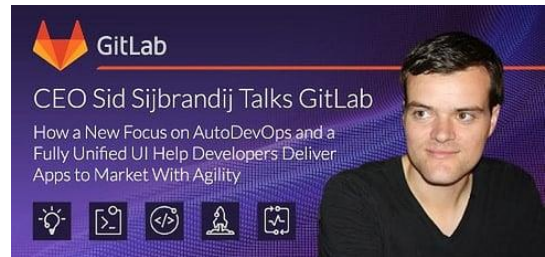 GitLab
CEO Sid Sijbrandij Talks GitLab
How a New Focus on AutoDevOps and a
Fully Unified UI Help Developers Deliver
Apps to Market With Agility